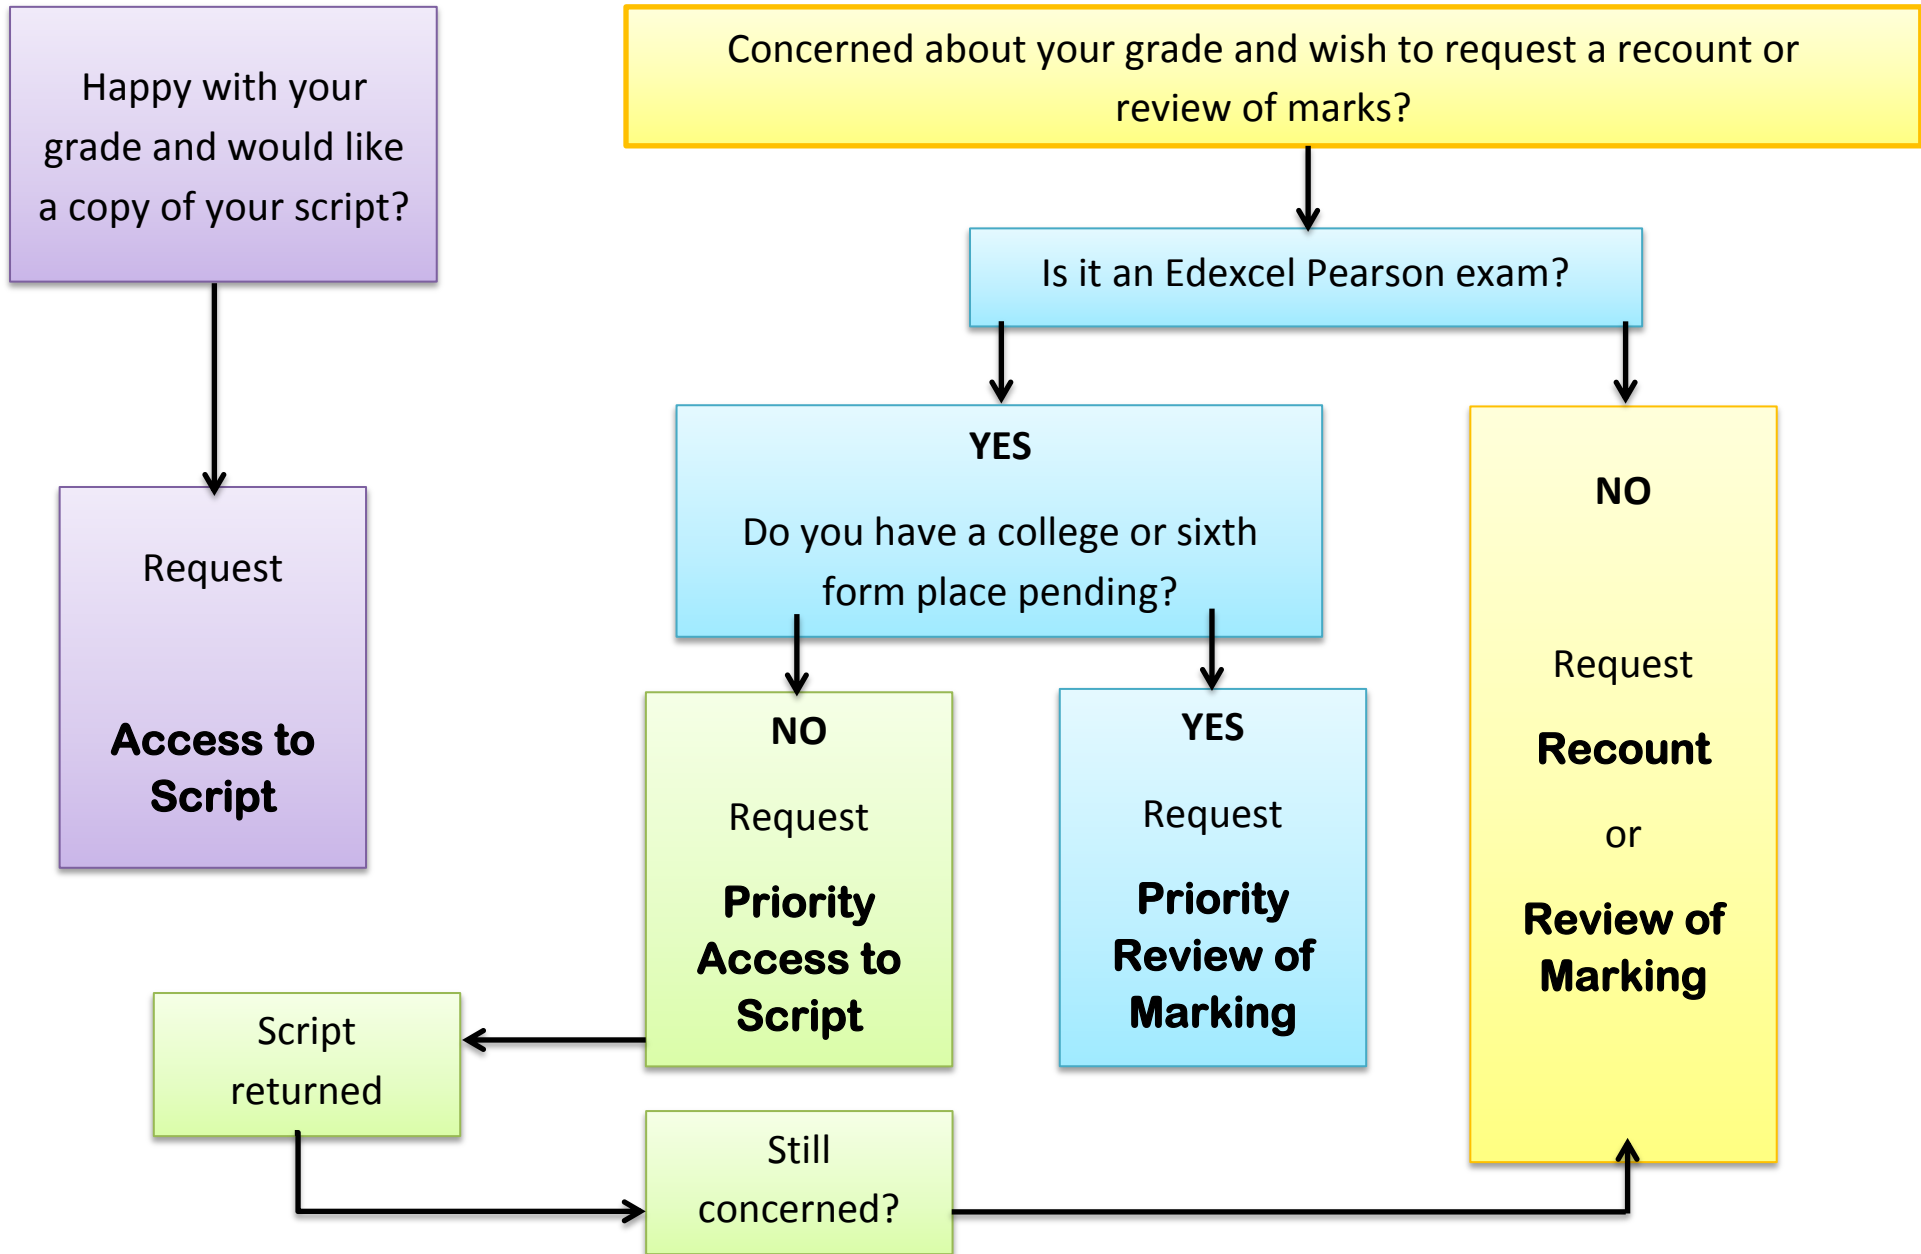 Happy with your
grade and would like
a copy of your script?
Request
Access to
Script
Concerned about your grade and wish to request a recount or
review of marks?
Is it an Edexcel Pearson exam?
YES
Do you have a college or sixth
form place pending?
NO
Request
Priority
Access to
Script
YES
Request
Priority
Review of
Marking
NO
Request
Recount
or
Review of
Marking
Script
returned
Still
concerned?